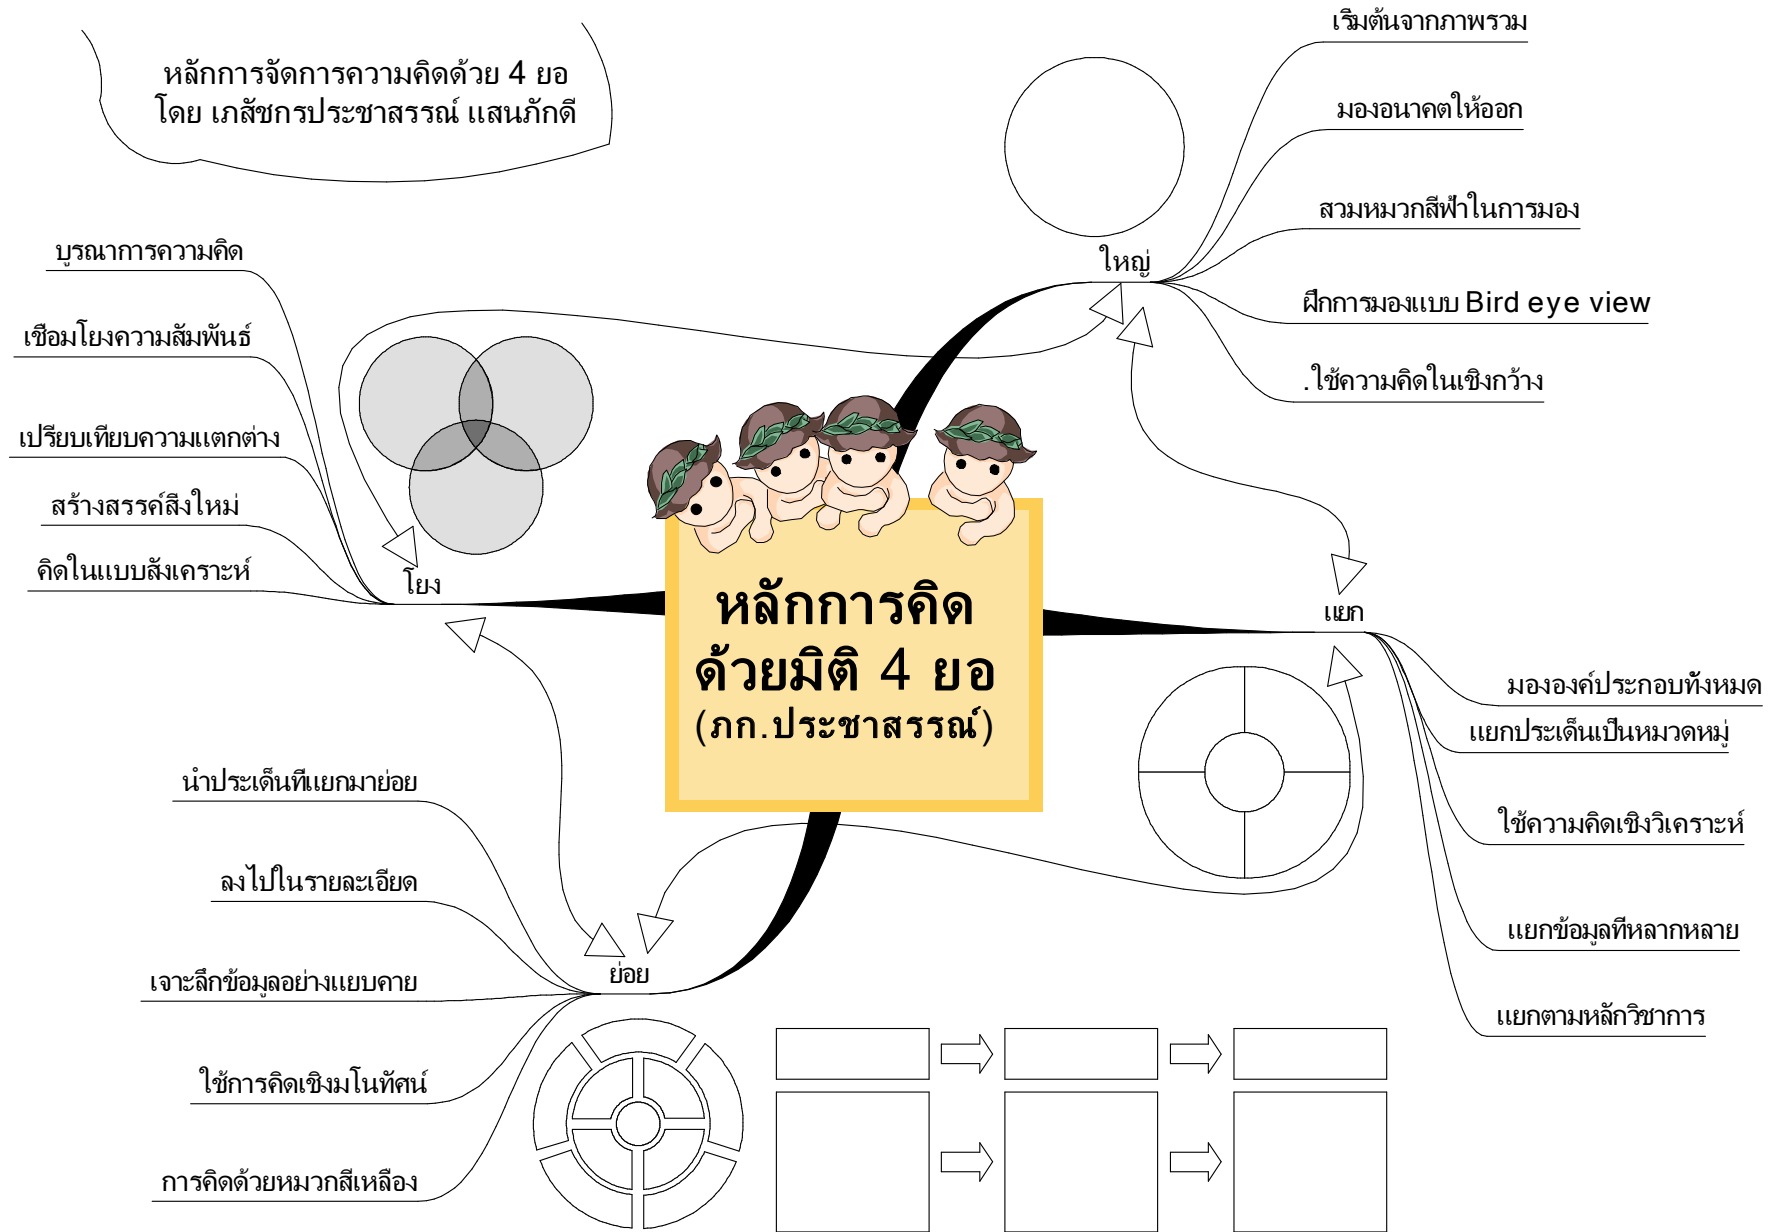 หลักการจัดการความคิดด้วย 4 ยอ
โดย เภสัชกรประชาสรรณ์ แสนภักดี
เริ่มต้นจากภาพรวม
มองอนาคตให้ออก
สวมหมวกสีฟ้าในการมอง
ใหญ่
ฝึกการมองแบบ Bird eye view
.ใช้ความคิดในเชิงกว้าง
บูรณาการความคิด
เชื่อมโยงความสัมพันธ์
เปรียบเทียบความแตกต่าง
สร้างสรรค์สิ่งใหม่
คิดในแบบสังเคราะห์
โยง
หลักการคิด
ด้วยมิติ 4 ยอ
(ภก.ประชาสรรณ์)
แยก
มององค์ประกอบทั้งหมด
แยกประเด็นเป็นหมวดหมู่
ใช้ความคิดเชิงวิเคราะห์
แยกข้อมูลที่หลากหลาย
แยกตามหลักวิชาการ
นำประเด็นที่แยกมาย่อย
ลงไปในรายละเอียด
เจาะลึกข้อมูลอย่างแยบคาย
ใช้การคิดเชิงมโนทัศน์
การคิดด้วยหมวกสีเหลือง
ย่อย